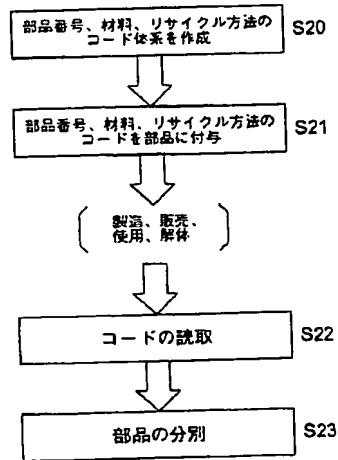 部品番号、材料、リサイクル方法の
コード体系を作成
S20
部品番号、材料、リサイクル方法の
コードを部品に付与
S21
製造、販売、
使用、解体
コードの読取
S22
部品の分別
S23